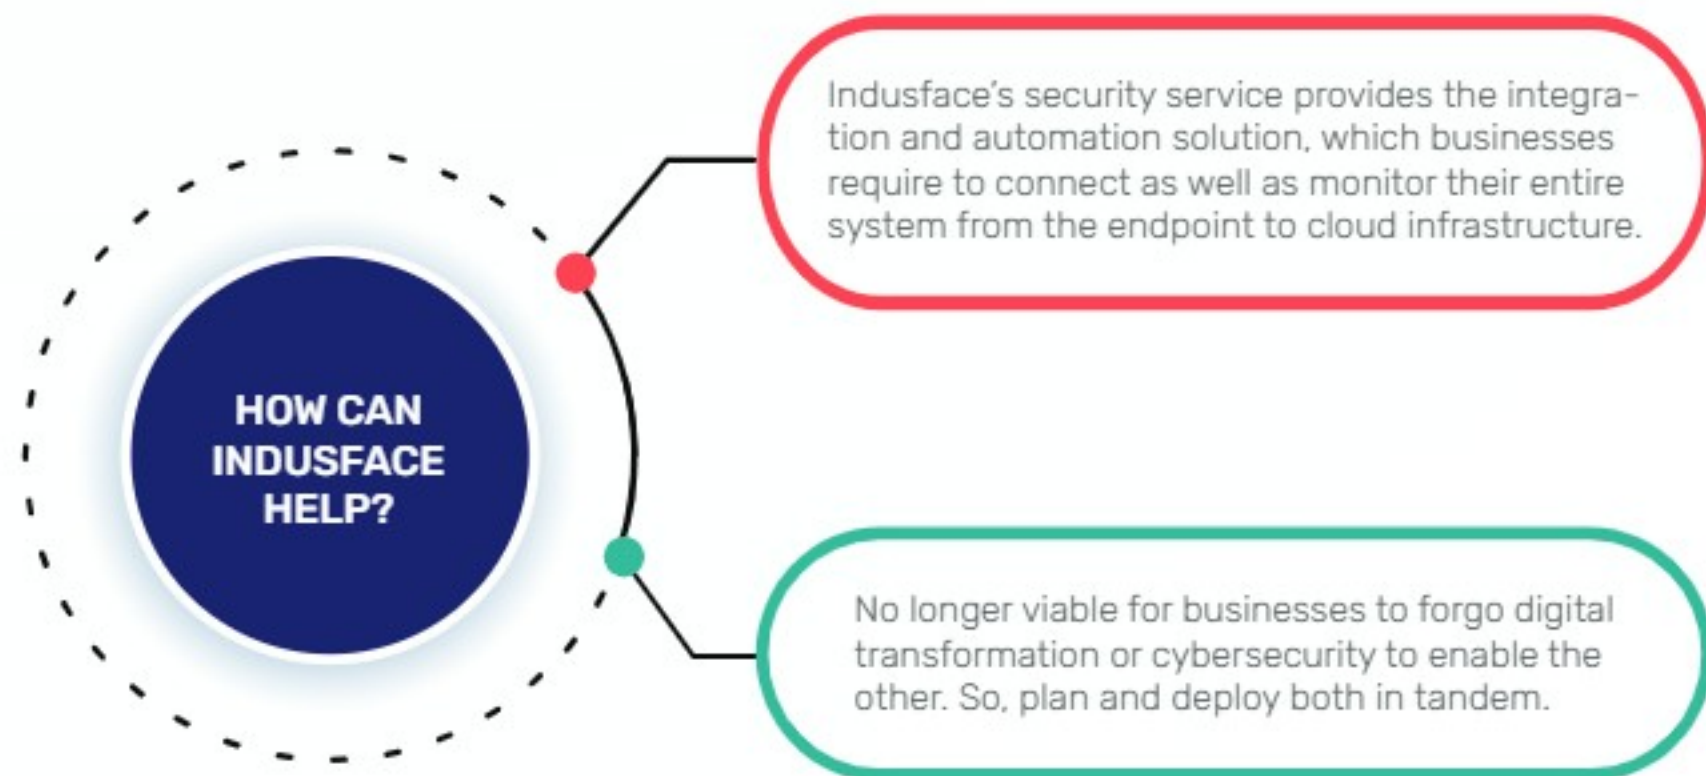 HOW CAN
INDUSFACE
HELP?
Indusface's security service provides the integra-
tion and automation solution, which businesses
require to connect as well as monitor their entire
system from the endpoint to cloud infrastructure.
No longer viable for businesses to forgo digital
transformation or cybersecurity to enable the
other. So, plan and deploy both in tandem.